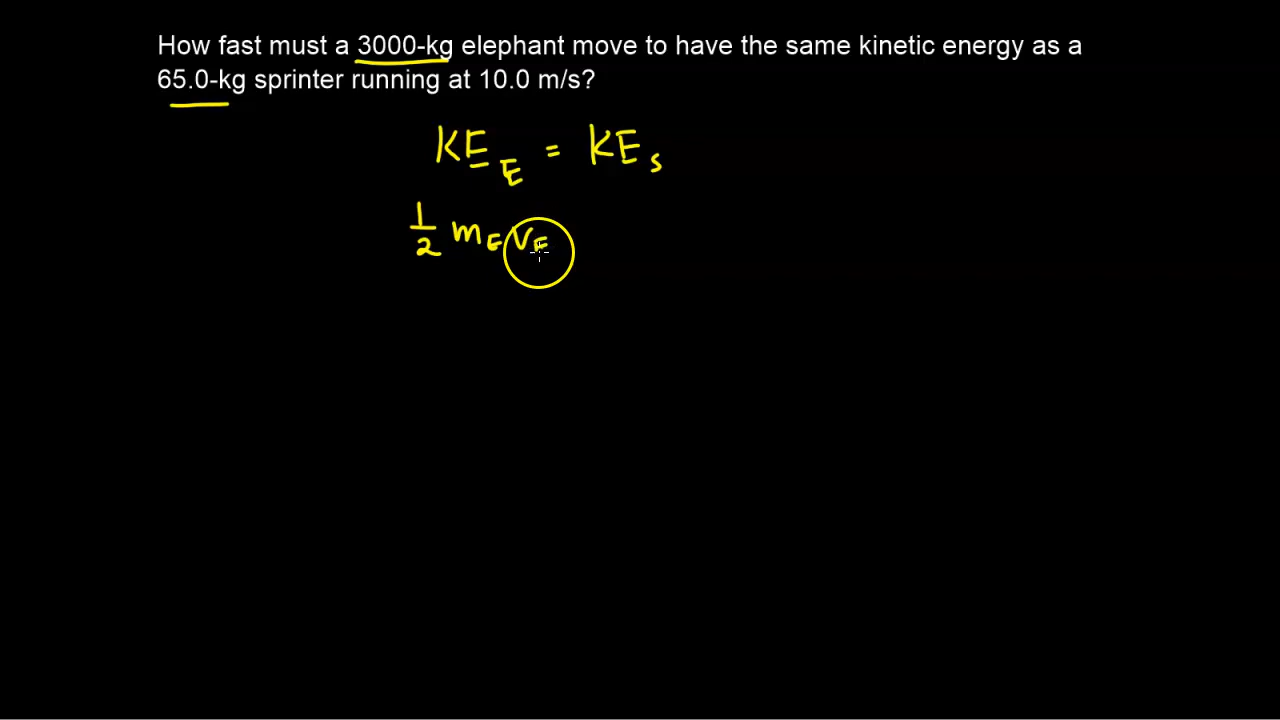 How fast must a 3000-kg elephant move to have the same kinetic energy as a
65.0-kg sprinter running at 10.0 m/s?
KE_E = KE_s
1/2 m_E v_E